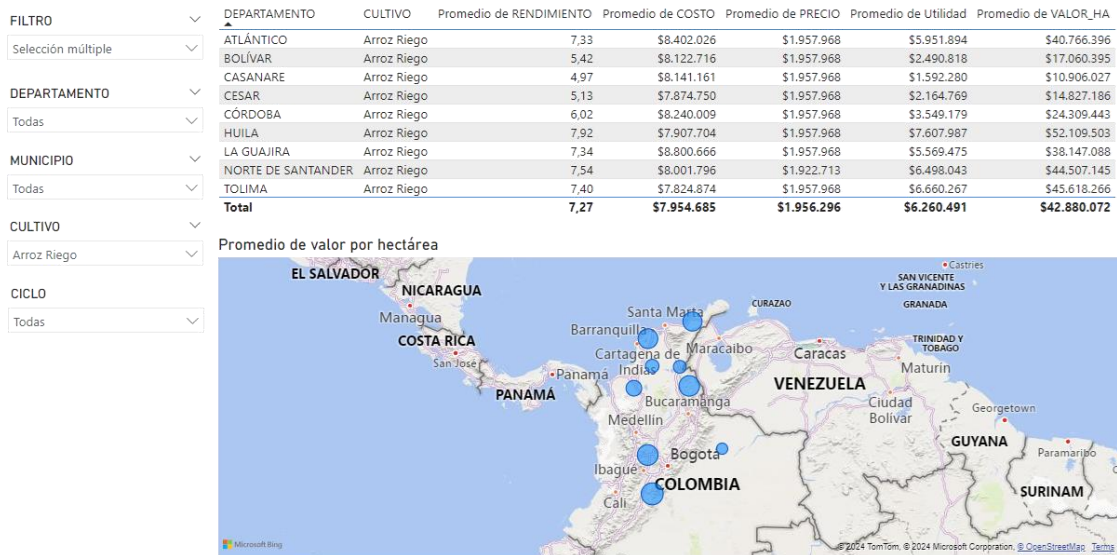 FILTRO
Selección múltiple
DEPARTAMENTO
Todas
MUNICIPIO
Todas
CULTIVO
Arroz Riego
CICLO
Todas
DEPARTAMENTO CULTIVO Promedio de RENDIMIENTO Promedio de COSTO Promedio de PRECIO Promedio de Utilidad Promedio de VALOR_HA
ATLÁNTICO Arroz Riego 7,33 $8.402.026 $1.957.968 $5.951.894 $40.766.396
BOLÍVAR Arroz Riego 5,42 $8.122.716 $1.957.968 $2.490.818 $17.060.395
CASANARE Arroz Riego 4,97 $8.141.161 $1.957.968 $1.592.280 $10.906.027
CESAR Arroz Riego 5,13 $7.874.750 $1.957.968 $2.164.769 $14.827.186
CÓRDOBA Arroz Riego 6,02 $8.240.009 $1.957.968 $3.549.179 $24.309.443
HUILA Arroz Riego 7,92 $7.907.704 $1.957.968 $7.607.987 $52.109.503
LA GUAJIRA Arroz Riego 7,34 $8.800.666 $1.957.968 $5.569.475 $38.147.088
NORTE DE SANTANDER Arroz Riego 7,54 $8.001.796 $1.922.713 $6.498.043 $44.507.145
TOLIMA Arroz Riego 7,40 $7.824.874 $1.957.968 $6.660.267 $45.618.266
Total 7,27 $7.954.685 $1.956.296 $6.260.491 $42.880.072
Promedio de valor por hectárea
Castries
EL SALVADOR
SAN VICENTE
Y LAS GRANADINAS
NICARAGUA
CURAZAO
GRANADA
Managua
Santa Marta
Barranquilla
COSTA RICA
TRINIDAD Y
TOBAGO
Cartagena de
Indias
Maracaibo
Caracas
San José
Maturin
Panamá
PANAMÁ
VENEZUELA
Bucaramanga
Ciudad
Bolívar
Medellin
Georgetown
GUYANA
Paramaribo
Bogota
Ibagué
COLOMBIA
SURINAM
Cali
Microsoft Bing
© 2024 TomTom, © 2024 Microsoft Corporation, © OpenStreetMap Terms